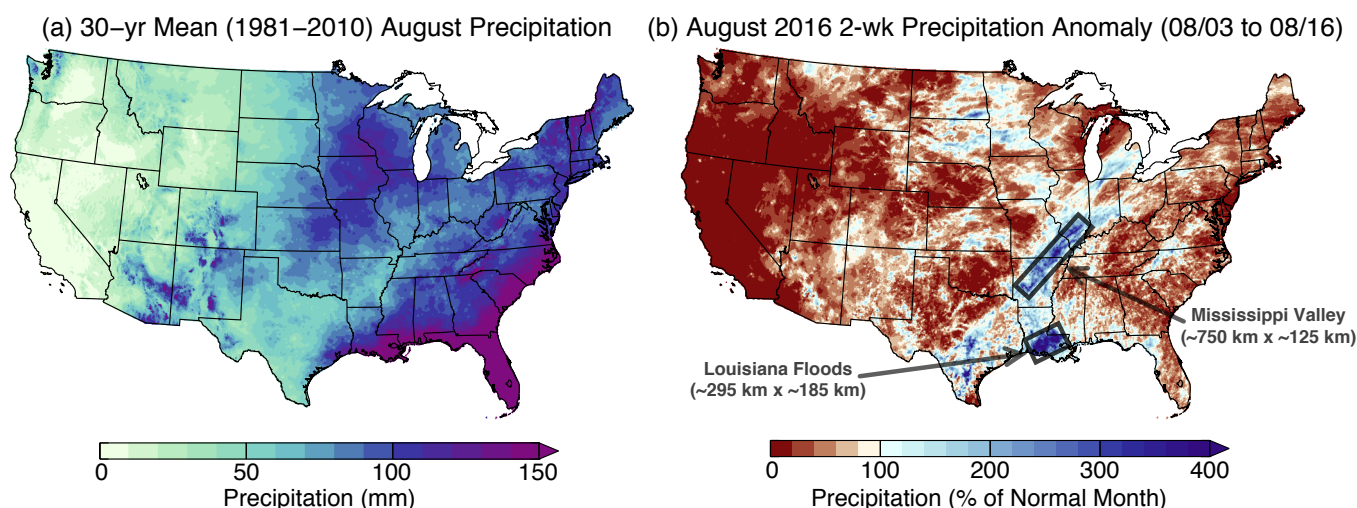 (a) 30−yr Mean (1981−2010) August Precipitation
(b) August 2016 2-wk Precipitation Anomaly (08/03 to 08/16)
Mississippi Valley
(~750 km x ~125 km)
Louisiana Floods
(~295 km x ~185 km)
0 50 100 150
Precipitation (mm)
0 100 200 300 400
Precipitation (% of Normal Month)